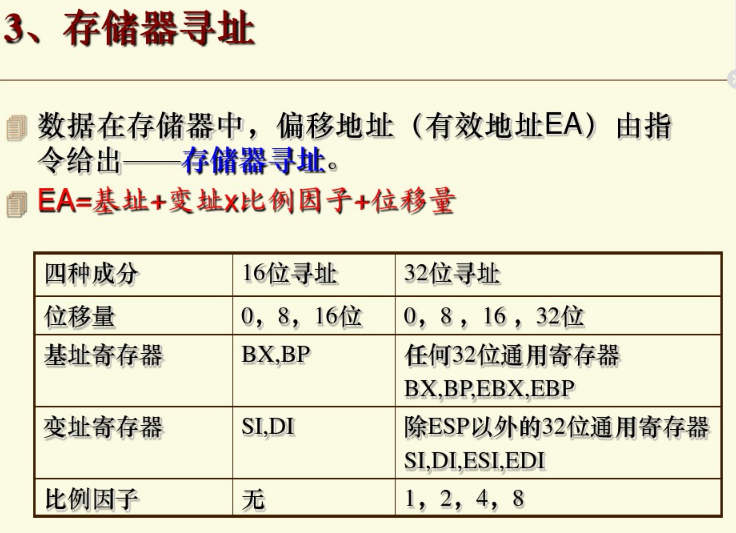 3、存储器寻址
数据在存储器中，偏移地址（有效地址EA）由指
令给出——存储器寻址。
EA=基址+变址x比例因子+位移量
四种成分 16位寻址 32位寻址
位移量 0，8，16位 0，8 ，16 ，32位
基址寄存器 BX,BP 任何32位通用寄存器
BX,BP,EBX,EBP
变址寄存器 SI,DI 除ESP以外的32位通用寄存器
SI,DI,ESI,EDI
比例因子 无 1，2，4，8